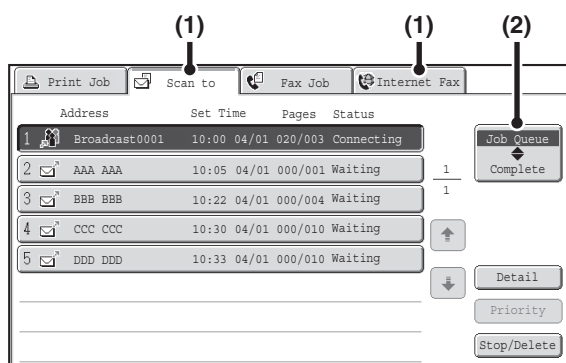 (1) (1) (2)
Print Job Scan to Fax Job Internet Fax
Address Set Time Pages Status
1 Broadcast0001 10:00 04/01 020/003 Connecting
2 AAA AAA 10:05 04/01 000/001 Waiting
3 BBB BBB 10:22 04/01 000/004 Waiting
4 CCC CCC 10:30 04/01 000/010 Waiting
5 DDD DDD 10:33 04/01 000/010 Waiting
1
1
Job Queue
Complete
Detail
Priority
Stop/Delete